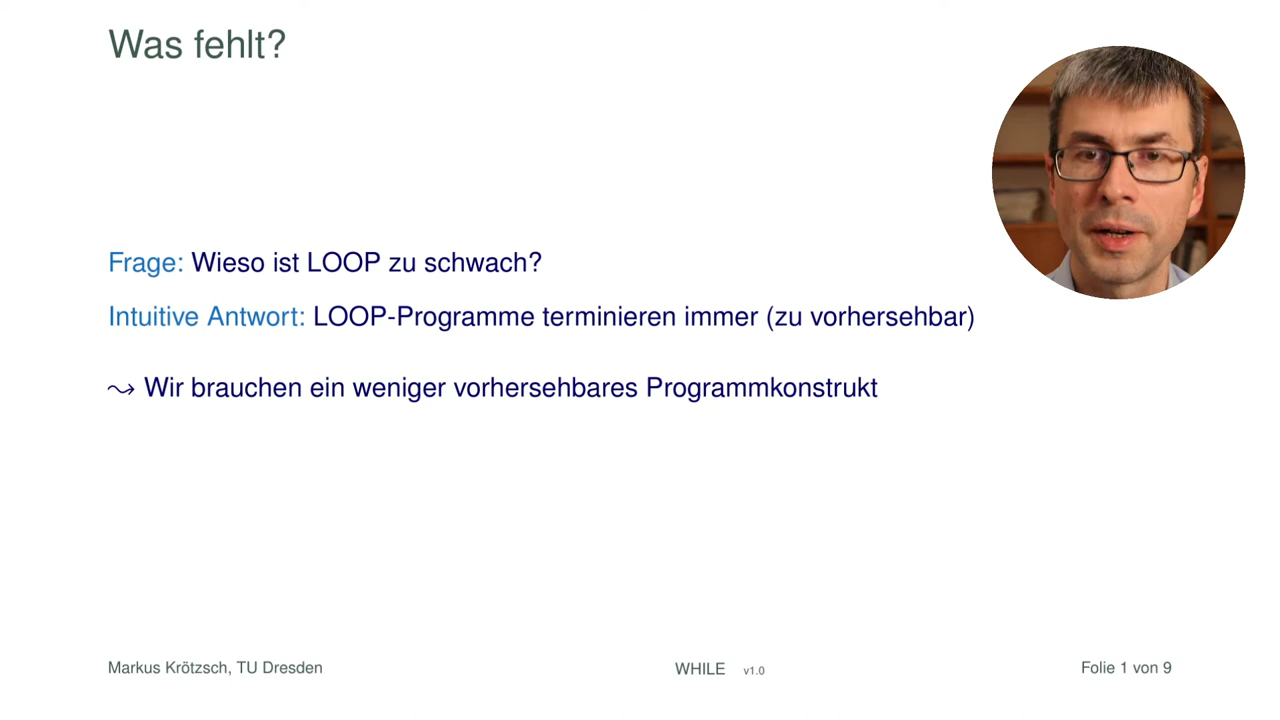 Was fehlt?
Frage: Wieso ist LOOP zu schwach?
Intuitive Antwort: LOOP-Programme terminieren immer (zu vorhersehbar)
⤳ Wir brauchen ein weniger vorhersehbares Programmkonstrukt
Markus Krötzsch, TU Dresden WHILE v1.0 Folie 1 von 9